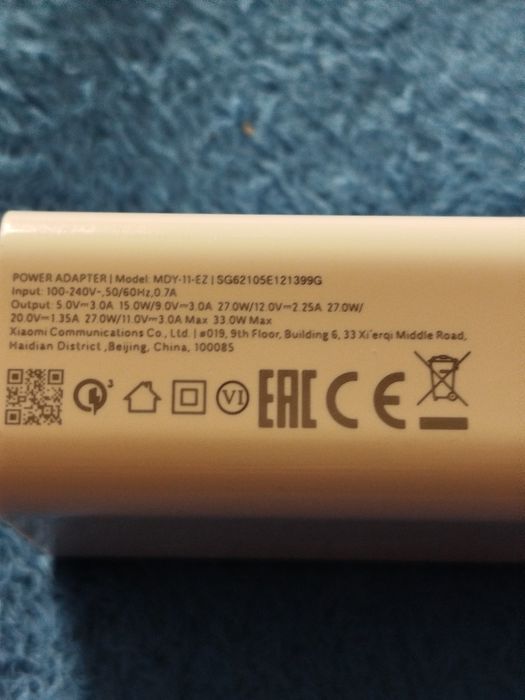 POWER ADAPTER | Model: MDY-11-EZ | SG62105E121399G
Input: 100-240V~,50/60Hz,0.7A
Output: 5.0V⎓3.0A 15.0W/9.0V⎓3.0A 27.0W/12.0V⎓2.25A 27.0W/
20.0V⎓1.35A 27.0W/11.0V⎓3.0A Max 33.0W Max
Xiaomi Communications Co., Ltd. | #019, 9th Floor, Building 6, 33 Xi'erqi Middle Road,
Haidian District ,Beijing, China, 100085
3 VI EAC CE